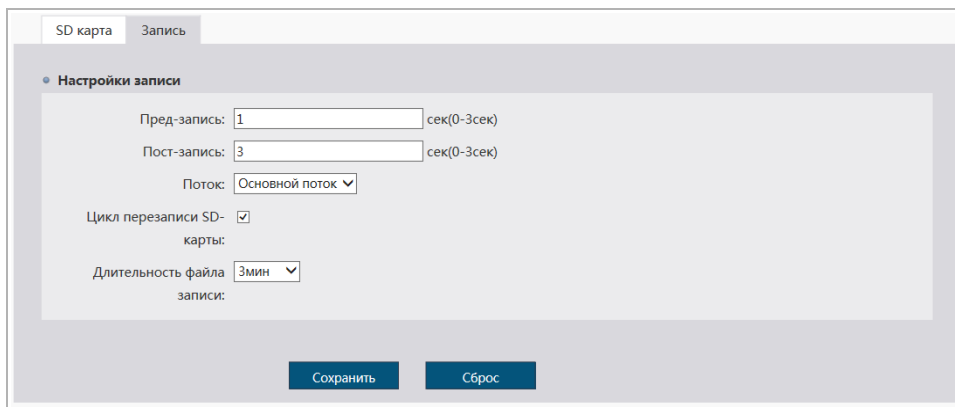 SD карта Запись
Настройки записи
Пред-запись: 1 сек(0-3сек)
Пост-запись: 3 сек(0-3сек)
Поток: Основной поток
Цикл перезаписи SD-
карты:
Длительность файла 3мин
записи:
Сохранить Сброс